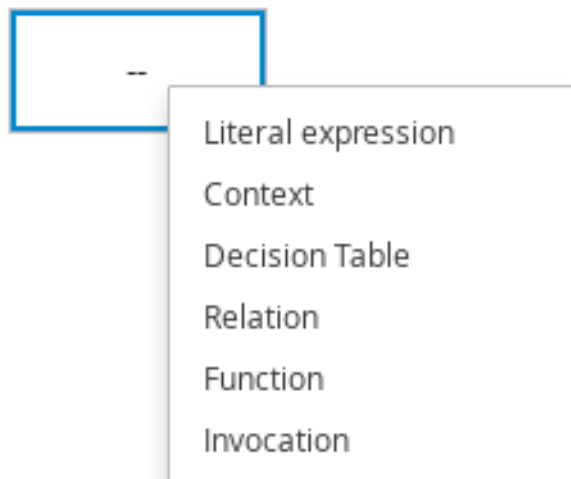 --
Literal expression
Context
Decision Table
Relation
Function
Invocation